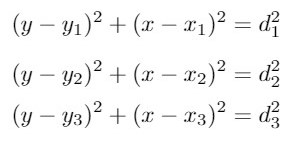 (y − y₁)² + (x − x₁)² = d₁²
(y − y₂)² + (x − x₂)² = d₂²
(y − y₃)² + (x − x₃)² = d₃²